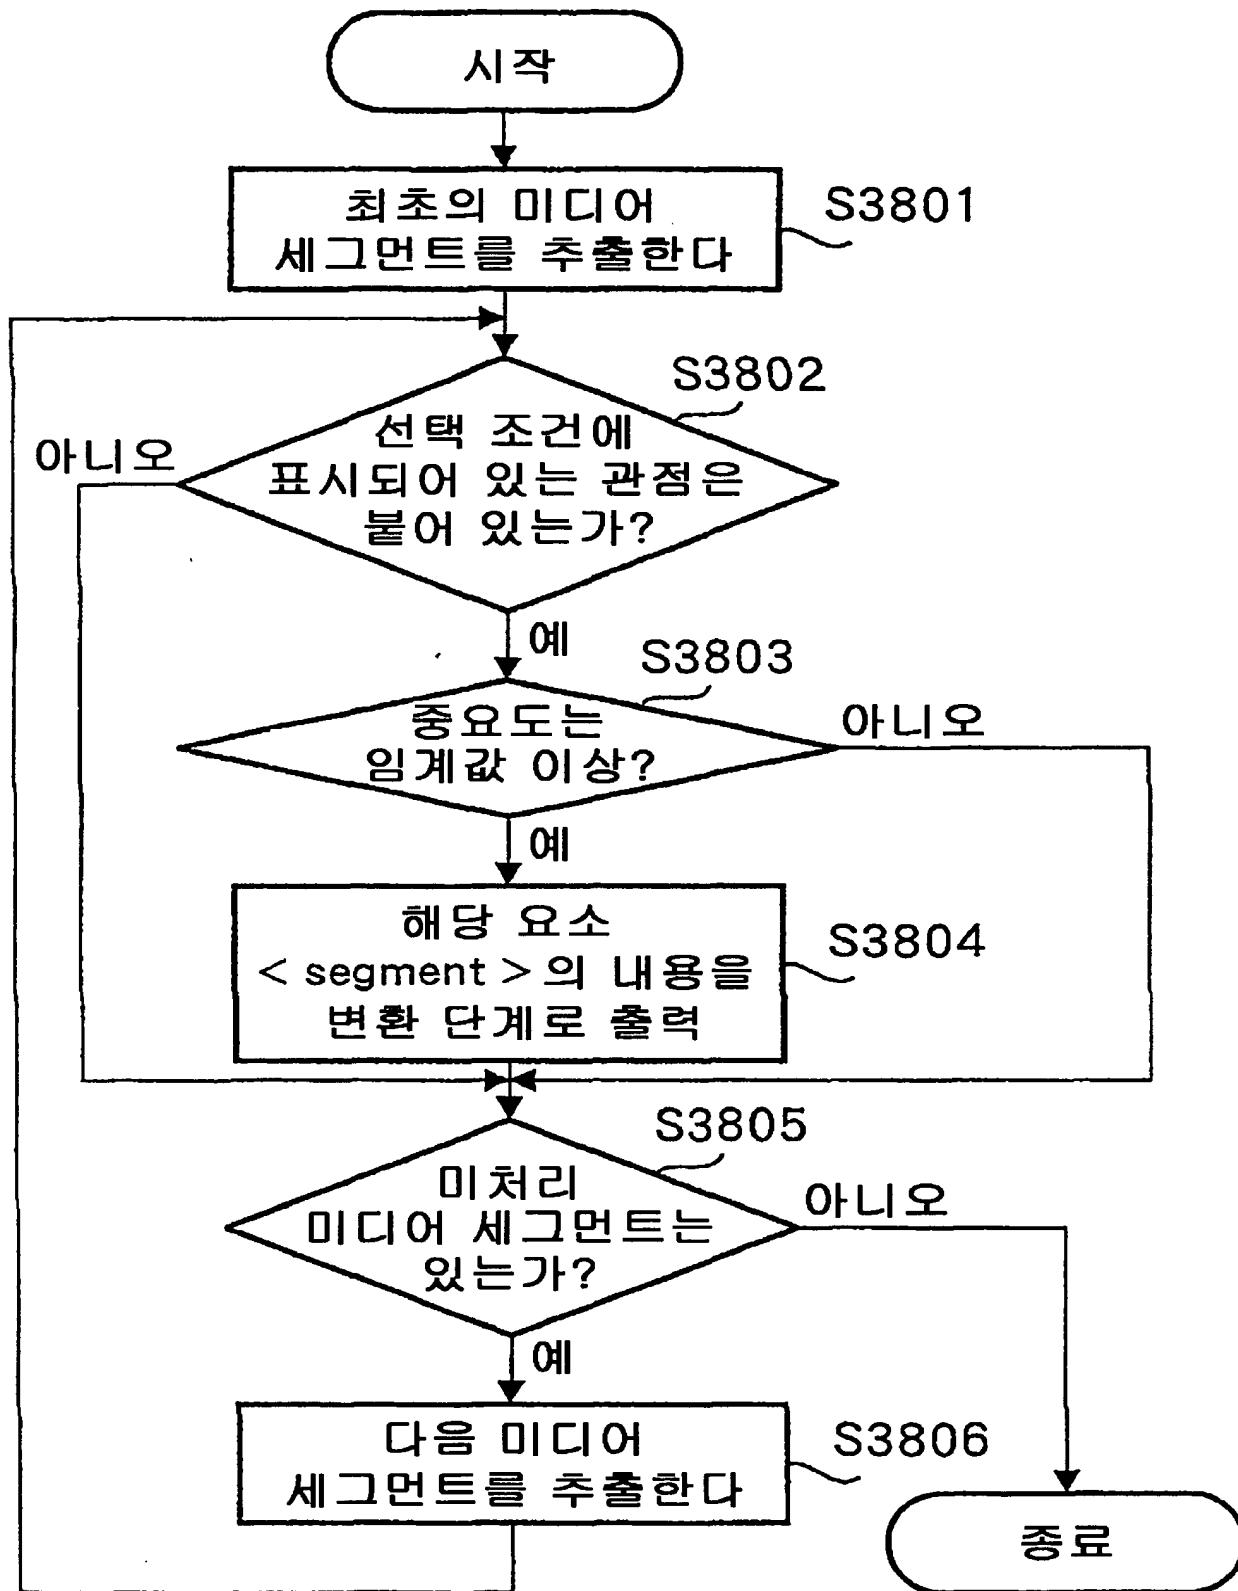 시작
최초의 미디어
세그먼트를 추출한다
S3801
S3802
선택 조건에
표시되어 있는 관점은
붙어 있는가?
아니오
예
S3803
중요도는
임계값 이상?
아니오
예
해당 요소
< segment >의 내용을
변환 단계로 출력
S3804
S3805
미처리
미디어 세그먼트는
있는가?
아니오
예
다음 미디어
세그먼트를 추출한다
S3806
종료